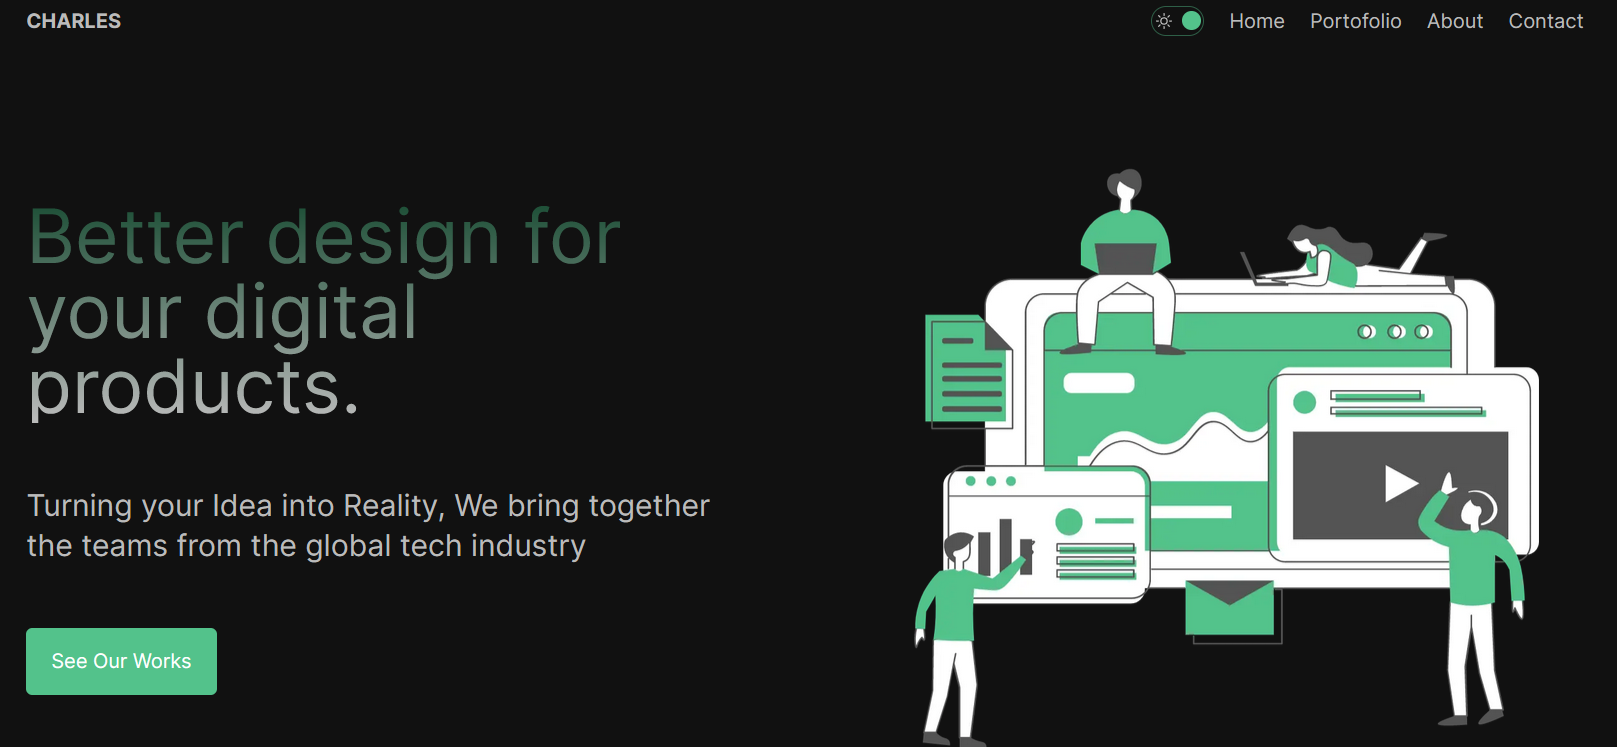 CHARLES
Home Portofolio About Contact
Better design for
your digital
products.
Turning your Idea into Reality, We bring together
the teams from the global tech industry
See Our Works